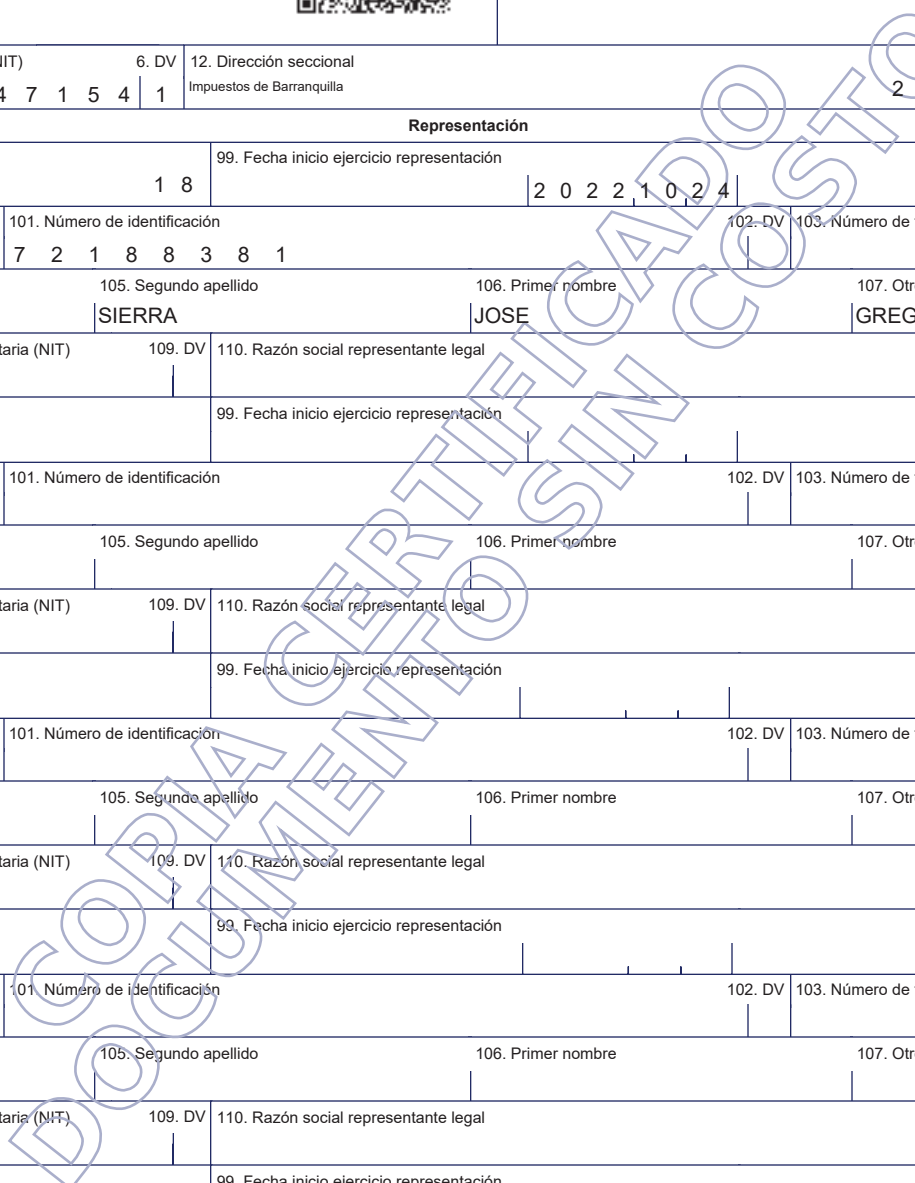 IT) 6. DV 12. Dirección seccional
4 7 1 5 4 1 Impuestos de Barranquilla 2
Representación
99. Fecha inicio ejercicio representación
1 8 2 0 2 2 1 0 2 4
101. Número de identificación 102. DV 103. Número de
7 2 1 8 8 3 8 1
105. Segundo apellido 106. Primer nombre 107. Otr
SIERRA JOSE GREG
taria (NIT) 109. DV 110. Razón social representante legal
99. Fecha inicio ejercicio representación
101. Número de identificación 102. DV 103. Número de
105. Segundo apellido 106. Primer nombre 107. Otr
taria (NIT) 109. DV 110. Razón social representante legal
99. Fecha inicio ejercicio representación
101. Número de identificación 102. DV 103. Número de
105. Segundo apellido 106. Primer nombre 107. Otr
taria (NIT) 109. DV 110. Razón social representante legal
99. Fecha inicio ejercicio representación
101. Número de identificación 102. DV 103. Número de
105. Segundo apellido 106. Primer nombre 107. Otr
taria (NIT) 109. DV 110. Razón social representante legal
99. Fecha inicio ejercicio representación
COPIA CERTIFICADO
DOCUMENTO SIN COSTO